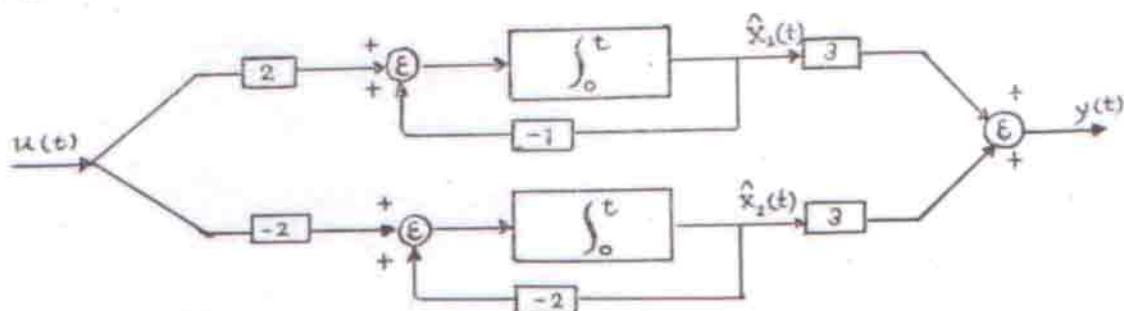 x̂₁(t)
2 + Ɛ ∫₀ᵗ 3
+ +
-1 y(t)
u(t) Ɛ
+
x̂₂(t)
-2 + Ɛ ∫₀ᵗ 3
+
-2